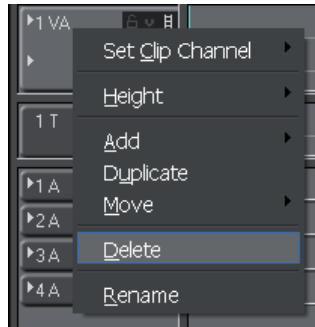 1 VA
Set Clip Channel
Height
1 T
Add
Duplicate
1 A
Move
2 A
Delete
3 A
4 A
Rename